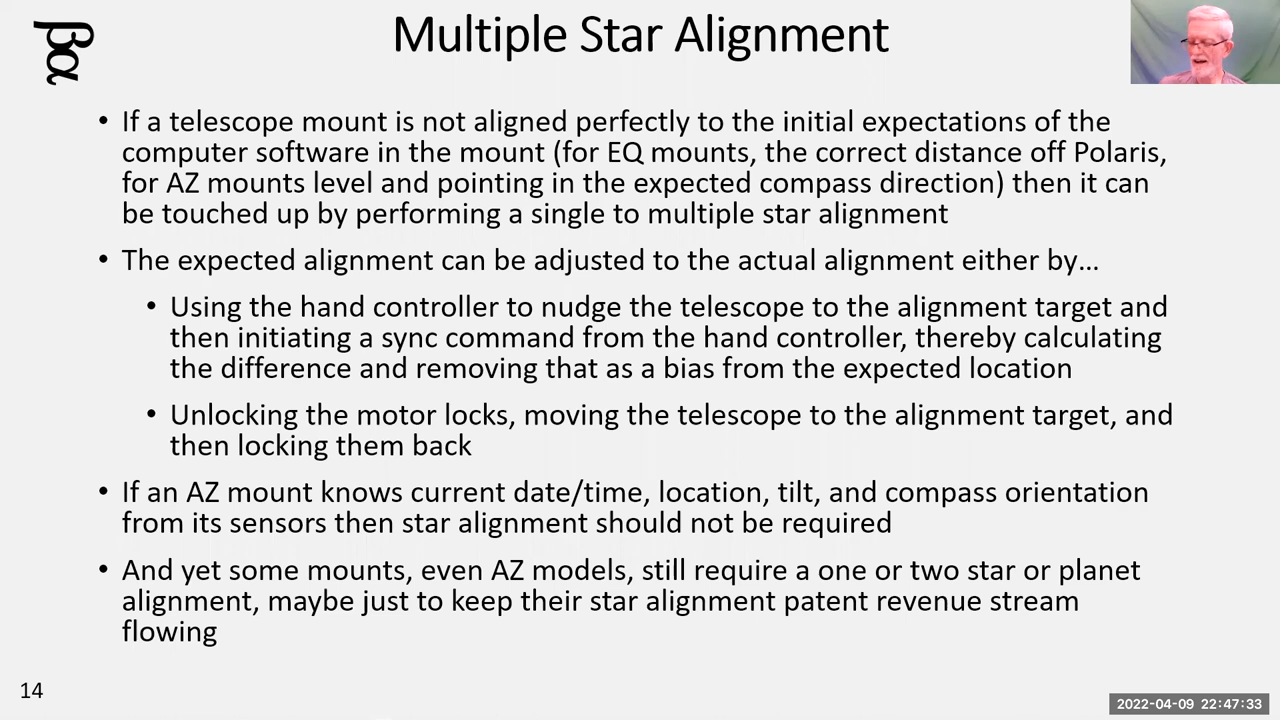 βα
Multiple Star Alignment
• If a telescope mount is not aligned perfectly to the initial expectations of the
computer software in the mount (for EQ mounts, the correct distance off Polaris,
for AZ mounts level and pointing in the expected compass direction) then it can
be touched up by performing a single to multiple star alignment
• The expected alignment can be adjusted to the actual alignment either by...
• Using the hand controller to nudge the telescope to the alignment target and
then initiating a sync command from the hand controller, thereby calculating
the difference and removing that as a bias from the expected location
• Unlocking the motor locks, moving the telescope to the alignment target, and
then locking them back
• If an AZ mount knows current date/time, location, tilt, and compass orientation
from its sensors then star alignment should not be required
• And yet some mounts, even AZ models, still require a one or two star or planet
alignment, maybe just to keep their star alignment patent revenue stream
flowing
14
2022-04-09 22:47:33